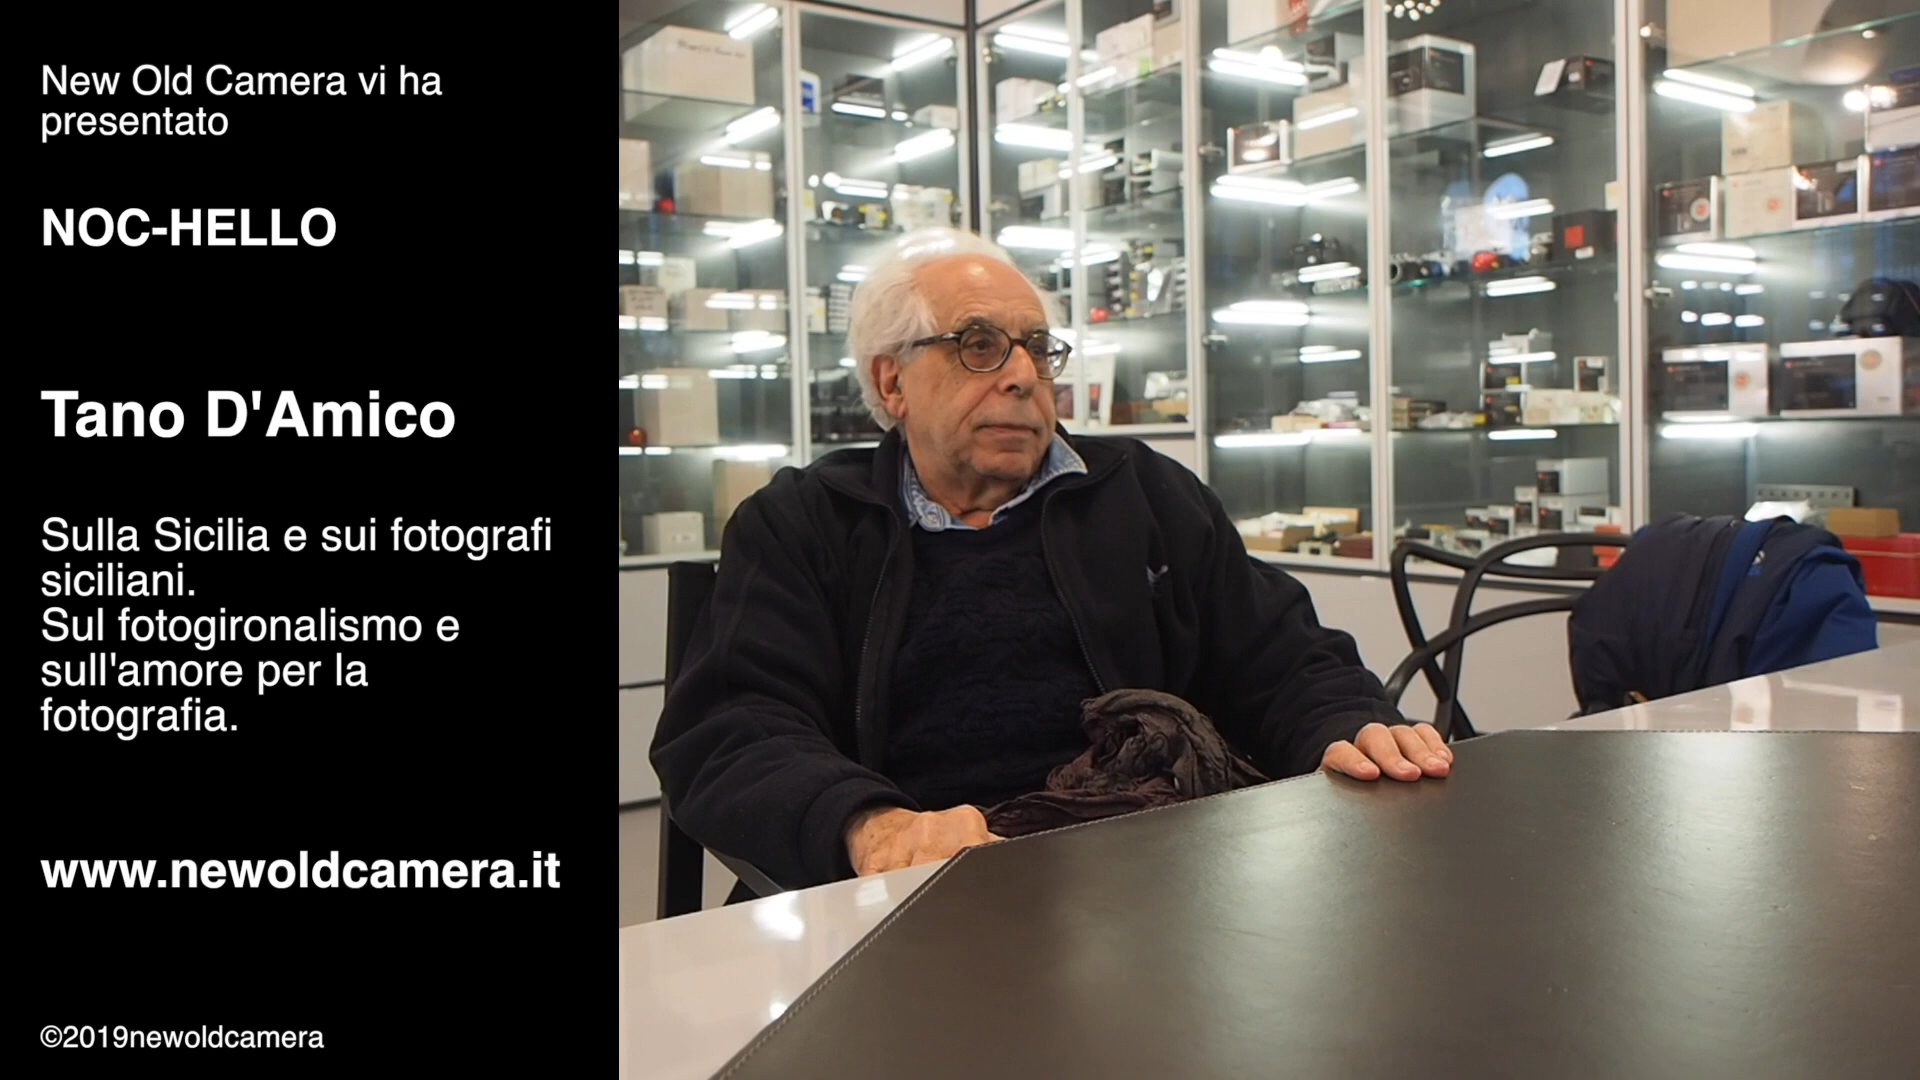 New Old Camera vi ha
presentato
NOC-HELLO
Tano D'Amico
Sulla Sicilia e sui fotografi
siciliani.
Sul fotogironalismo e
sull'amore per la
fotografia.
www.newoldcamera.it
©2019newoldcamera